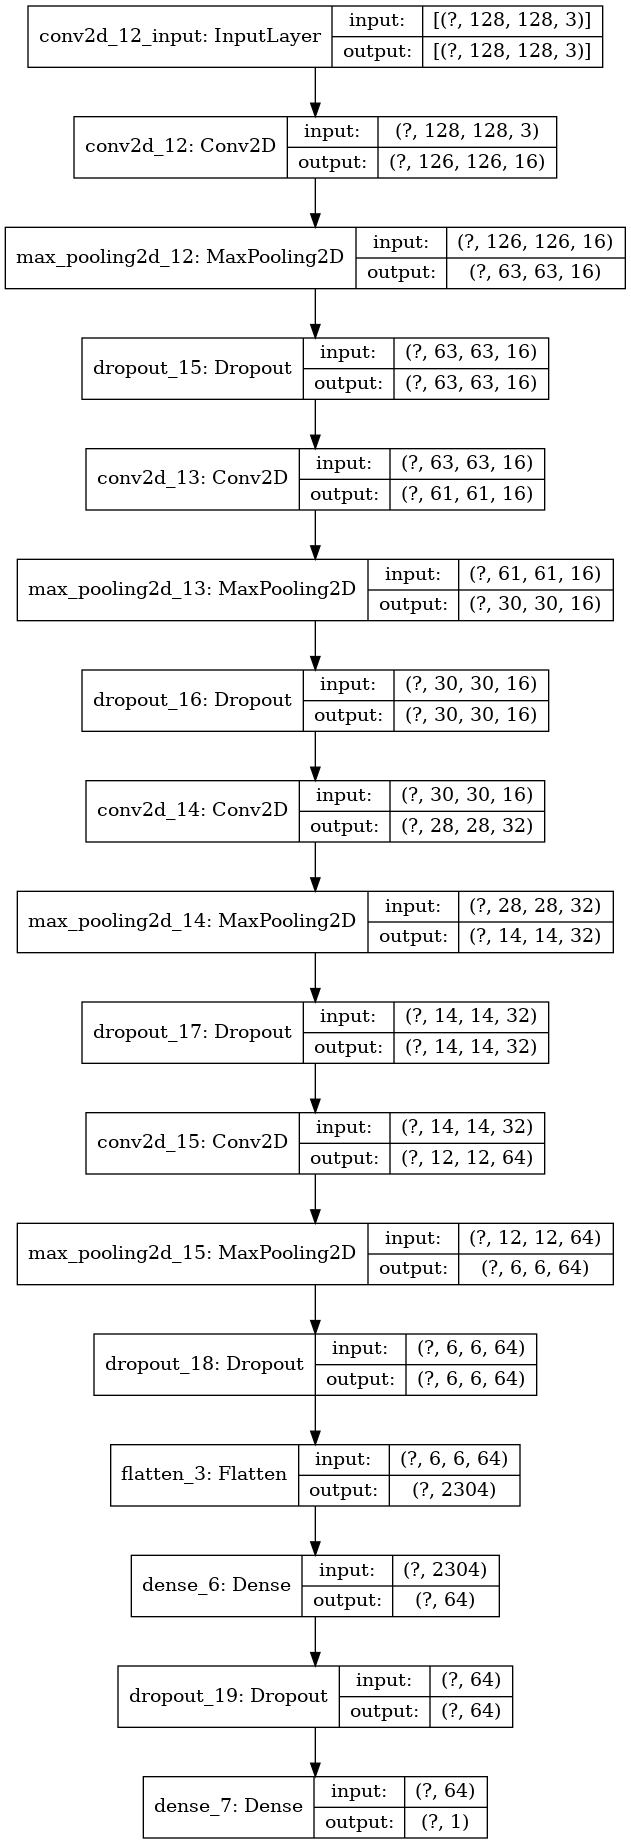 conv2d_12_input: InputLayer input: [(?, 128, 128, 3)]
output: [(?, 128, 128, 3)]
conv2d_12: Conv2D input: (?, 128, 128, 3)
output: (?, 126, 126, 16)
max_pooling2d_12: MaxPooling2D input: (?, 126, 126, 16)
output: (?, 63, 63, 16)
dropout_15: Dropout input: (?, 63, 63, 16)
output: (?, 63, 63, 16)
conv2d_13: Conv2D input: (?, 63, 63, 16)
output: (?, 61, 61, 16)
max_pooling2d_13: MaxPooling2D input: (?, 61, 61, 16)
output: (?, 30, 30, 16)
dropout_16: Dropout input: (?, 30, 30, 16)
output: (?, 30, 30, 16)
conv2d_14: Conv2D input: (?, 30, 30, 16)
output: (?, 28, 28, 32)
max_pooling2d_14: MaxPooling2D input: (?, 28, 28, 32)
output: (?, 14, 14, 32)
dropout_17: Dropout input: (?, 14, 14, 32)
output: (?, 14, 14, 32)
conv2d_15: Conv2D input: (?, 14, 14, 32)
output: (?, 12, 12, 64)
max_pooling2d_15: MaxPooling2D input: (?, 12, 12, 64)
output: (?, 6, 6, 64)
dropout_18: Dropout input: (?, 6, 6, 64)
output: (?, 6, 6, 64)
flatten_3: Flatten input: (?, 6, 6, 64)
output: (?, 2304)
dense_6: Dense input: (?, 2304)
output: (?, 64)
dropout_19: Dropout input: (?, 64)
output: (?, 64)
dense_7: Dense input: (?, 64)
output: (?, 1)